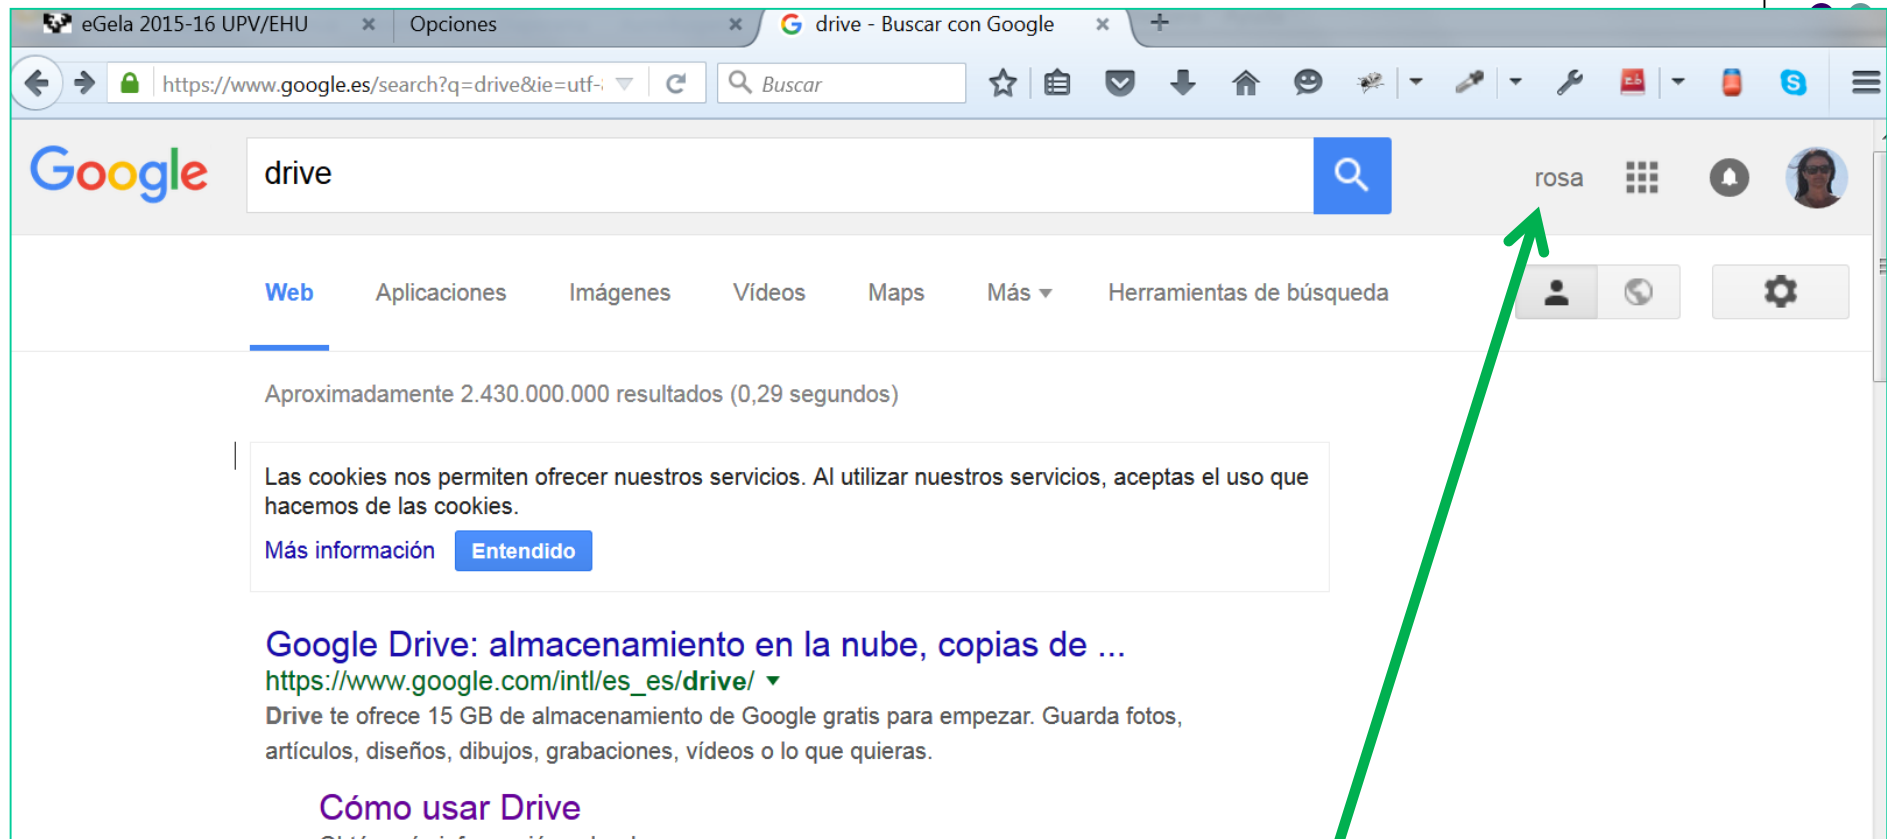 eGela 2015-16 UPV/EHU
Opciones
drive - Buscar con Google
https://www.google.es/search?q=drive&ie=utf-
Buscar
Google
drive
rosa
Web
Aplicaciones
Imágenes
Vídeos
Maps
Más
Herramientas de búsqueda
Aproximadamente 2.430.000.000 resultados (0,29 segundos)
Las cookies nos permiten ofrecer nuestros servicios. Al utilizar nuestros servicios, aceptas el uso que
hacemos de las cookies.
Más información
Entendido
Google Drive: almacenamiento en la nube, copias de ...
https://www.google.com/intl/es_es/drive/
Drive te ofrece 15 GB de almacenamiento de Google gratis para empezar. Guarda fotos,
artículos, diseños, dibujos, grabaciones, vídeos o lo que quieras.
Cómo usar Drive